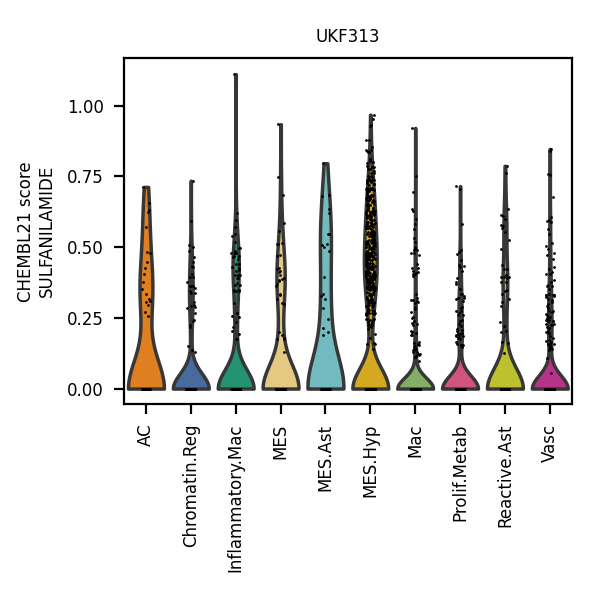 UKF313
CHEMBL21 score
SULFANILAMIDE
1.00
0.75
0.50
0.25
0.00
AC
Chromatin.Reg
Inflammatory.Mac
MES
MES.Ast
MES.Hyp
Mac
Prolif.Metab
Reactive.Ast
Vasc